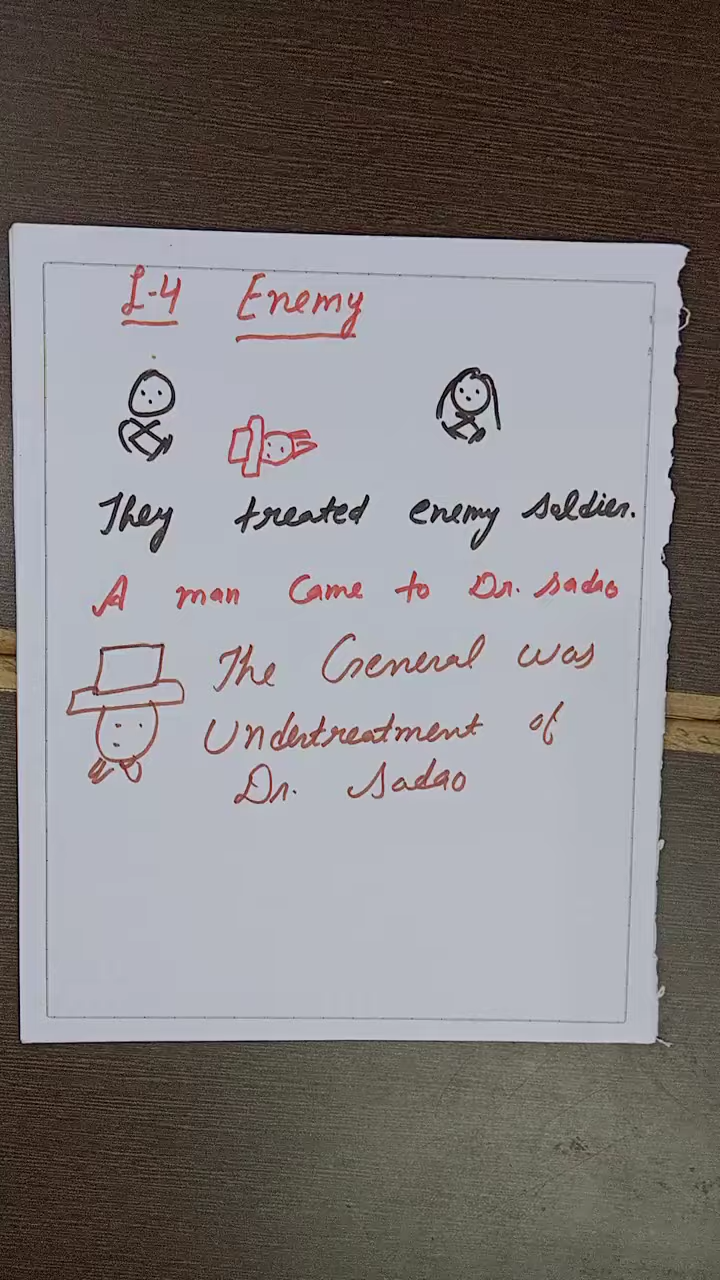 L-4 Enemy
They treated enemy soldier.
A man Came to Dr. Sadao
The General was
Undertreatment of
Dr. Sadao